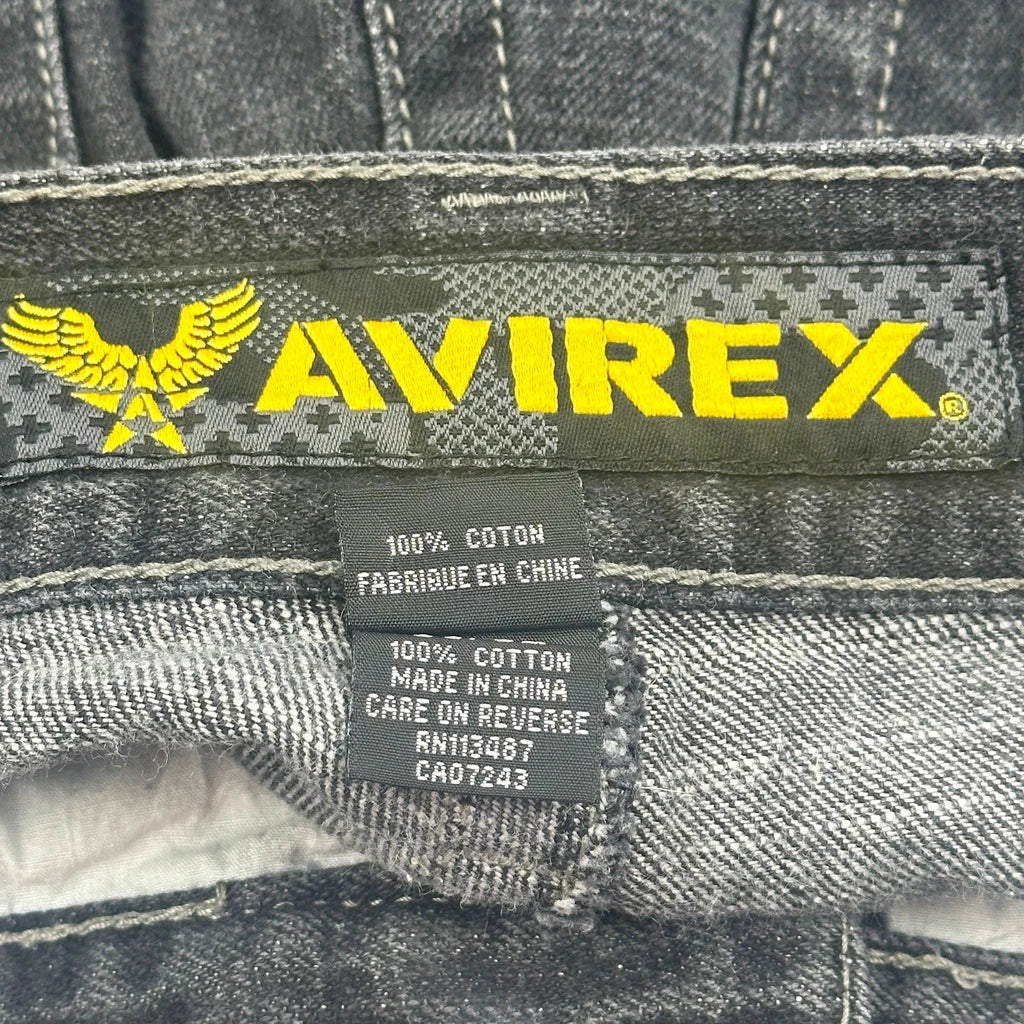 AVIREX®
100% COTON
FABRIQUE EN CHINE
100% COTTON
MADE IN CHINA
CARE ON REVERSE
RN113487
CA07243